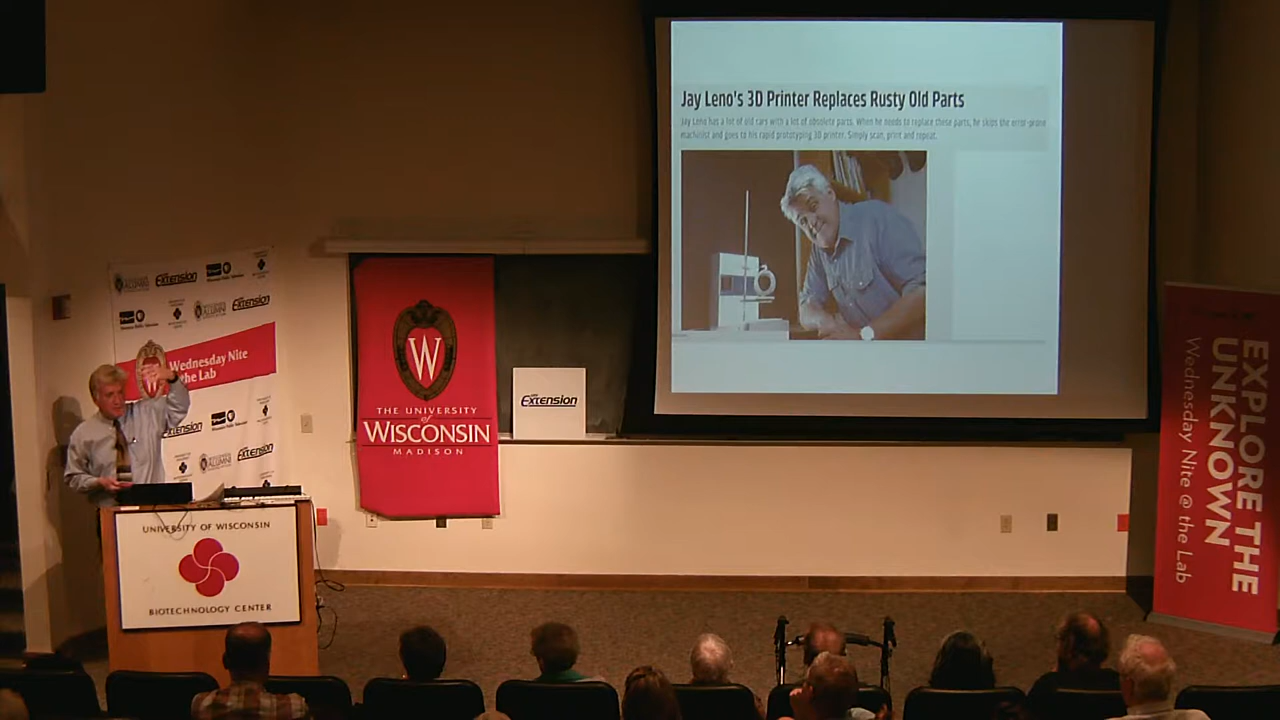 Jay Leno's 3D Printer Replaces Rusty Old Parts
Jay Leno has a lot of old cars with a lot of obsolete parts. When he needs to replace these parts, he skips the error-prone
machinist and goes to his rapid prototyping 3D printer. Simply scan, print and repeat.
Extension
Extension
Extension
Wednesday Nite
the Lab
Extension
Extension
W
THE UNIVERSITY
of
WISCONSIN
MADISON
Extension
UNIVERSITY OF WISCONSIN
BIOTECHNOLOGY CENTER
EXPLORE THE
UNKNOWN
Wednesday Nite @ the Lab